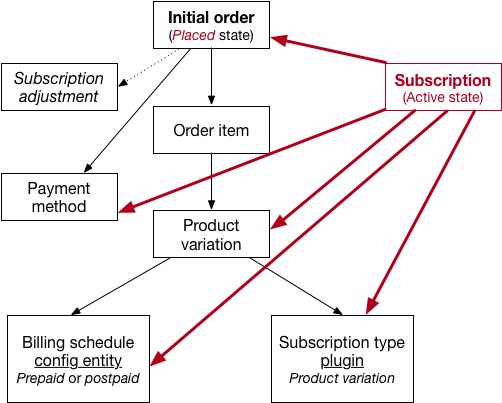 Initial order
(Placed state)
Subscription
adjustment
Subscription
(Active state)
Order item
Payment
method
Product
variation
Billing schedule
config entity
Prepaid or postpaid
Subscription type
plugin
Product variation